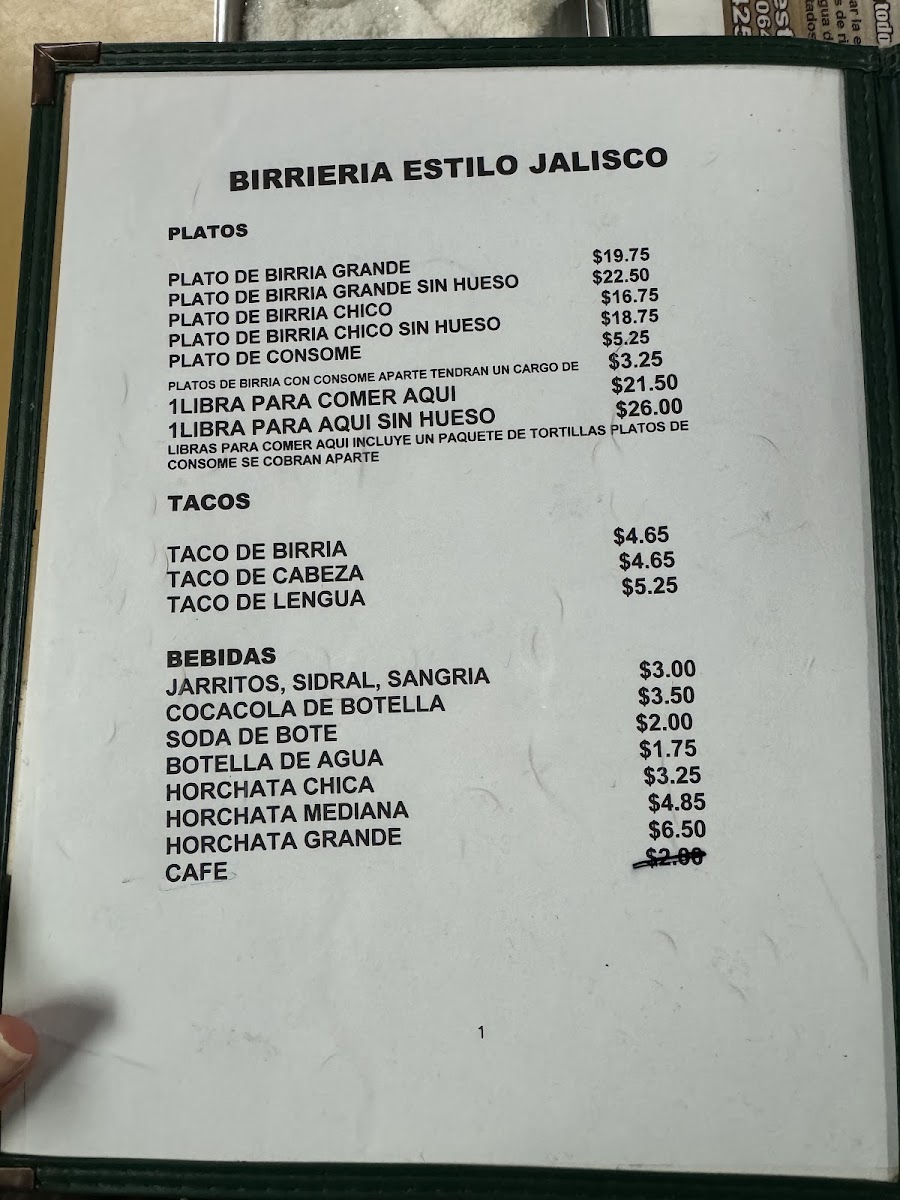 BIRRIERIA ESTILO JALISCO
PLATOS
PLATO DE BIRRIA GRANDE $19.75
PLATO DE BIRRIA GRANDE SIN HUESO $22.50
PLATO DE BIRRIA CHICO $16.75
PLATO DE BIRRIA CHICO SIN HUESO $18.75
PLATO DE CONSOME $5.25
PLATOS DE BIRRIA CON CONSOME APARTE TENDRAN UN CARGO DE $3.25
1LIBRA PARA COMER AQUI $21.50
1LIBRA PARA AQUI SIN HUESO $26.00
LIBRAS PARA COMER AQUI INCLUYE UN PAQUETE DE TORTILLAS PLATOS DE
CONSOME SE COBRAN APARTE
TACOS
TACO DE BIRRIA $4.65
TACO DE CABEZA $4.65
TACO DE LENGUA $5.25
BEBIDAS
JARRITOS, SIDRAL, SANGRIA $3.00
COCACOLA DE BOTELLA $3.50
SODA DE BOTE $2.00
BOTELLA DE AGUA $1.75
HORCHATA CHICA $3.25
HORCHATA MEDIANA $4.85
HORCHATA GRANDE $6.50
CAFE $2.00
1